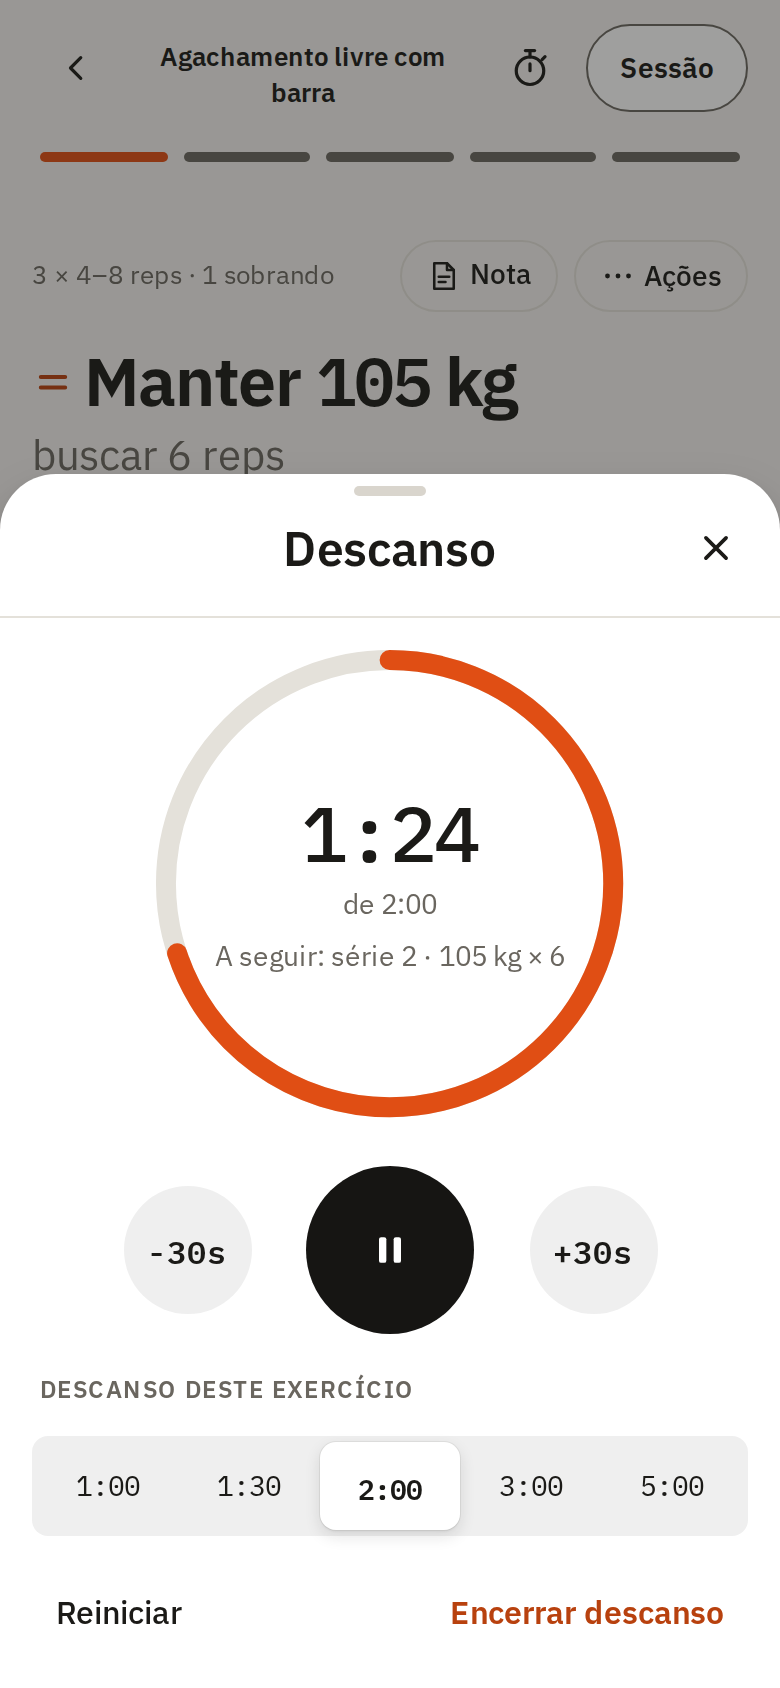 Agachamento livre com
barra
Sessão
3 × 4–8 reps · 1 sobrando
Nota
Ações
= Manter 105 kg
buscar 6 reps
Descanso
1:24
de 2:00
A seguir: série 2 · 105 kg × 6
-30s
+30s
DESCANSO DESTE EXERCÍCIO
1:00 1:30 2:00 3:00 5:00
Reiniciar
Encerrar descanso